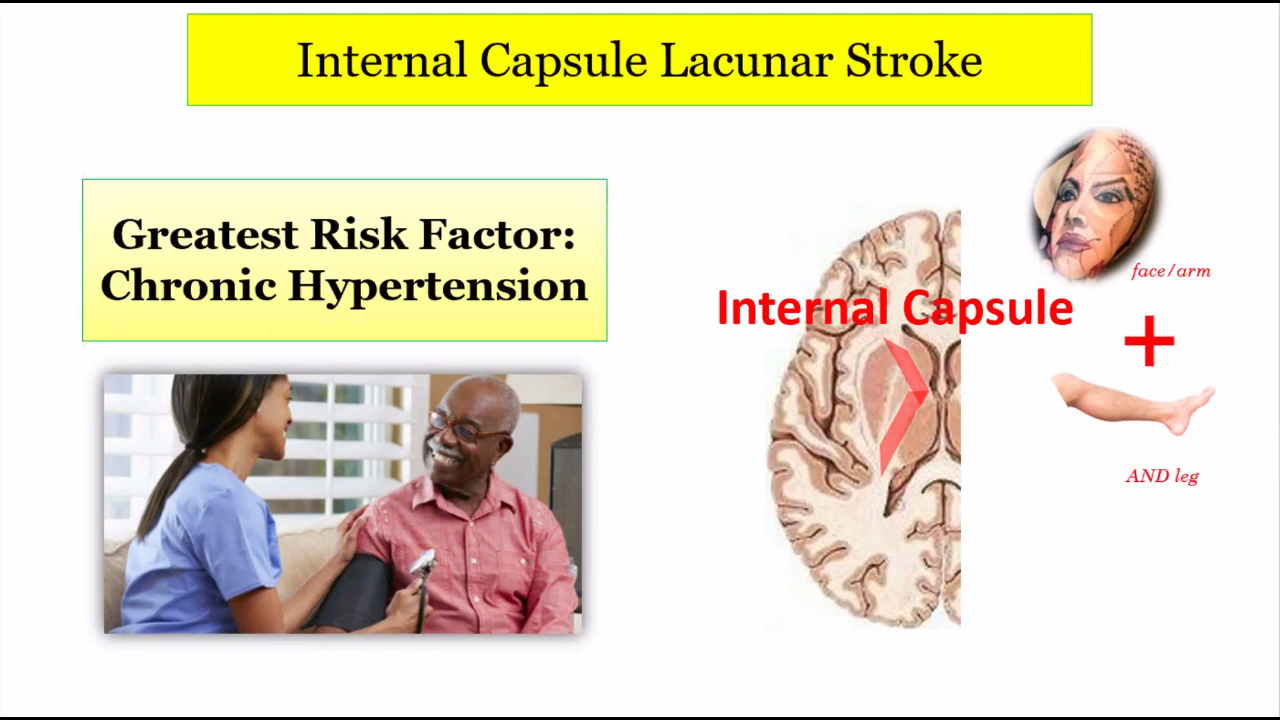 Internal Capsule Lacunar Stroke
Greatest Risk Factor:
Chronic Hypertension
Internal Capsule
face/arm
+
AND leg